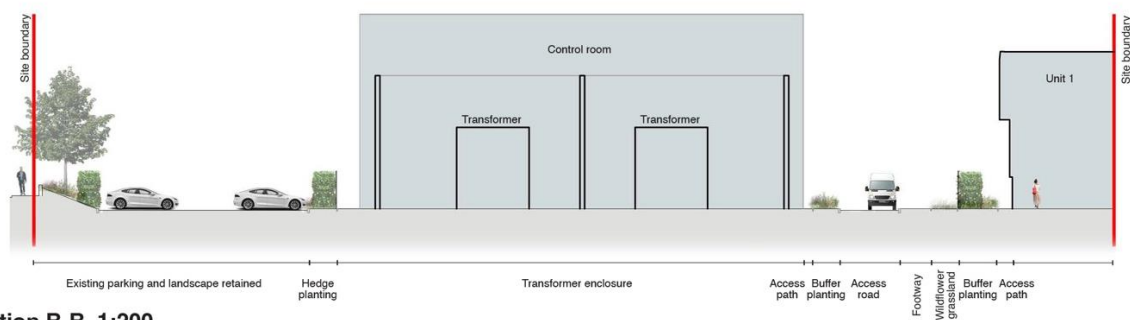 Site boundary
Control room
Site boundary
Unit 1
Transformer
Transformer
Existing parking and landscape retained
Hedge
planting
Transformer enclosure
Access
path
Buffer
planting
Access
road
Footway
Wildflower
grassland
Buffer
planting
Access
path
B-B 1:200